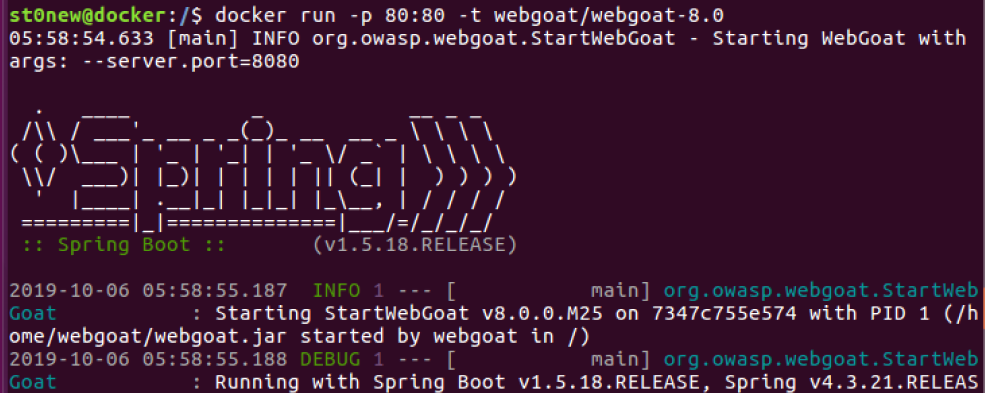 st0new@docker:/$ docker run -p 80:80 -t webgoat/webgoat-8.0
05:58:54.633 [main] INFO org.owasp.webgoat.StartWebGoat - Starting WebGoat with
args: --server.port=8080
  .   ____          _            __ _ _
 /\\ / ___'_ __ _ _(_)_ __  __ _ \ \ \ \
( ( )\___ | '_ | '_| | '_ \/ _` | \ \ \ \
 \\/  ___)| |_)| | | | | || (_| |  ) ) ) )
  '  |____| .__|_| |_|_| |_\__, | / / / /
 =========|_|==============|___/=/_/_/_/
 :: Spring Boot ::       (v1.5.18.RELEASE)
2019-10-06 05:58:55.187  INFO 1 --- [           main] org.owasp.webgoat.StartWeb
Goat           : Starting StartWebGoat v8.0.0.M25 on 7347c755e574 with PID 1 (/h
ome/webgoat/webgoat.jar started by webgoat in /)
2019-10-06 05:58:55.188 DEBUG 1 --- [           main] org.owasp.webgoat.StartWeb
Goat           : Running with Spring Boot v1.5.18.RELEASE, Spring v4.3.21.RELEAS